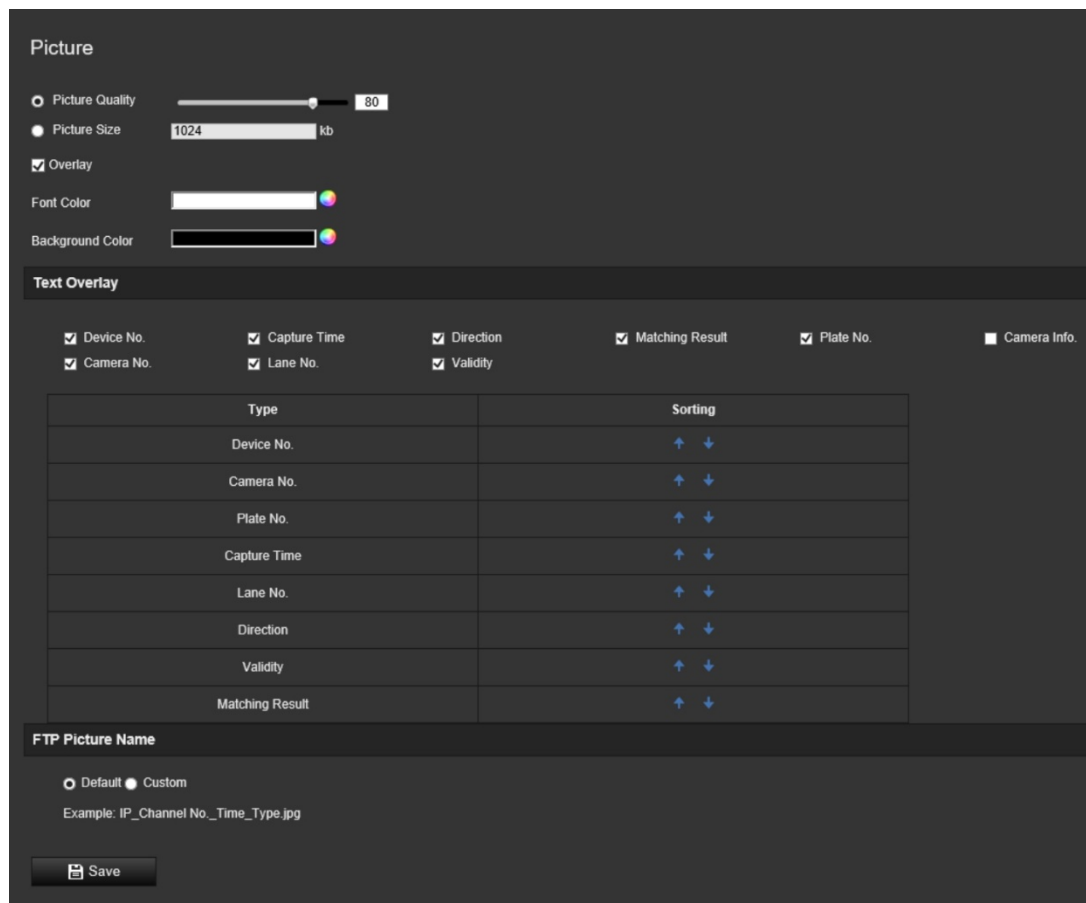 Picture
Picture Quality 80
Picture Size 1024 kb
Overlay
Font Color
Background Color
Text Overlay
Device No. Capture Time Direction Matching Result Plate No. Camera Info.
Camera No. Lane No. Validity
Type Sorting
Device No.
Camera No.
Plate No.
Capture Time
Lane No.
Direction
Validity
Matching Result
FTP Picture Name
Default Custom
Example: IP_Channel No._Time_Type.jpg
Save